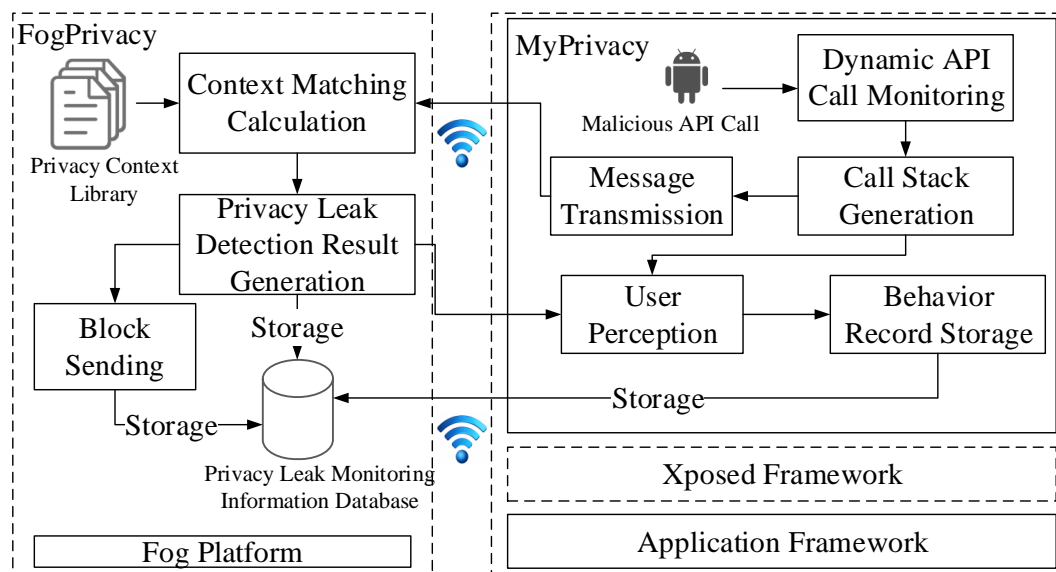 FogPrivacy
Context Matching
Calculation
Privacy Context
Library
Privacy Leak
Detection Result
Generation
Block
Sending
Storage
Storage
Privacy Leak Monitoring
Information Database
Fog Platform
MyPrivacy
Malicious API Call
Dynamic API
Call Monitoring
Message
Transmission
Call Stack
Generation
User
Perception
Behavior
Record Storage
Storage
Xposed Framework
Application Framework